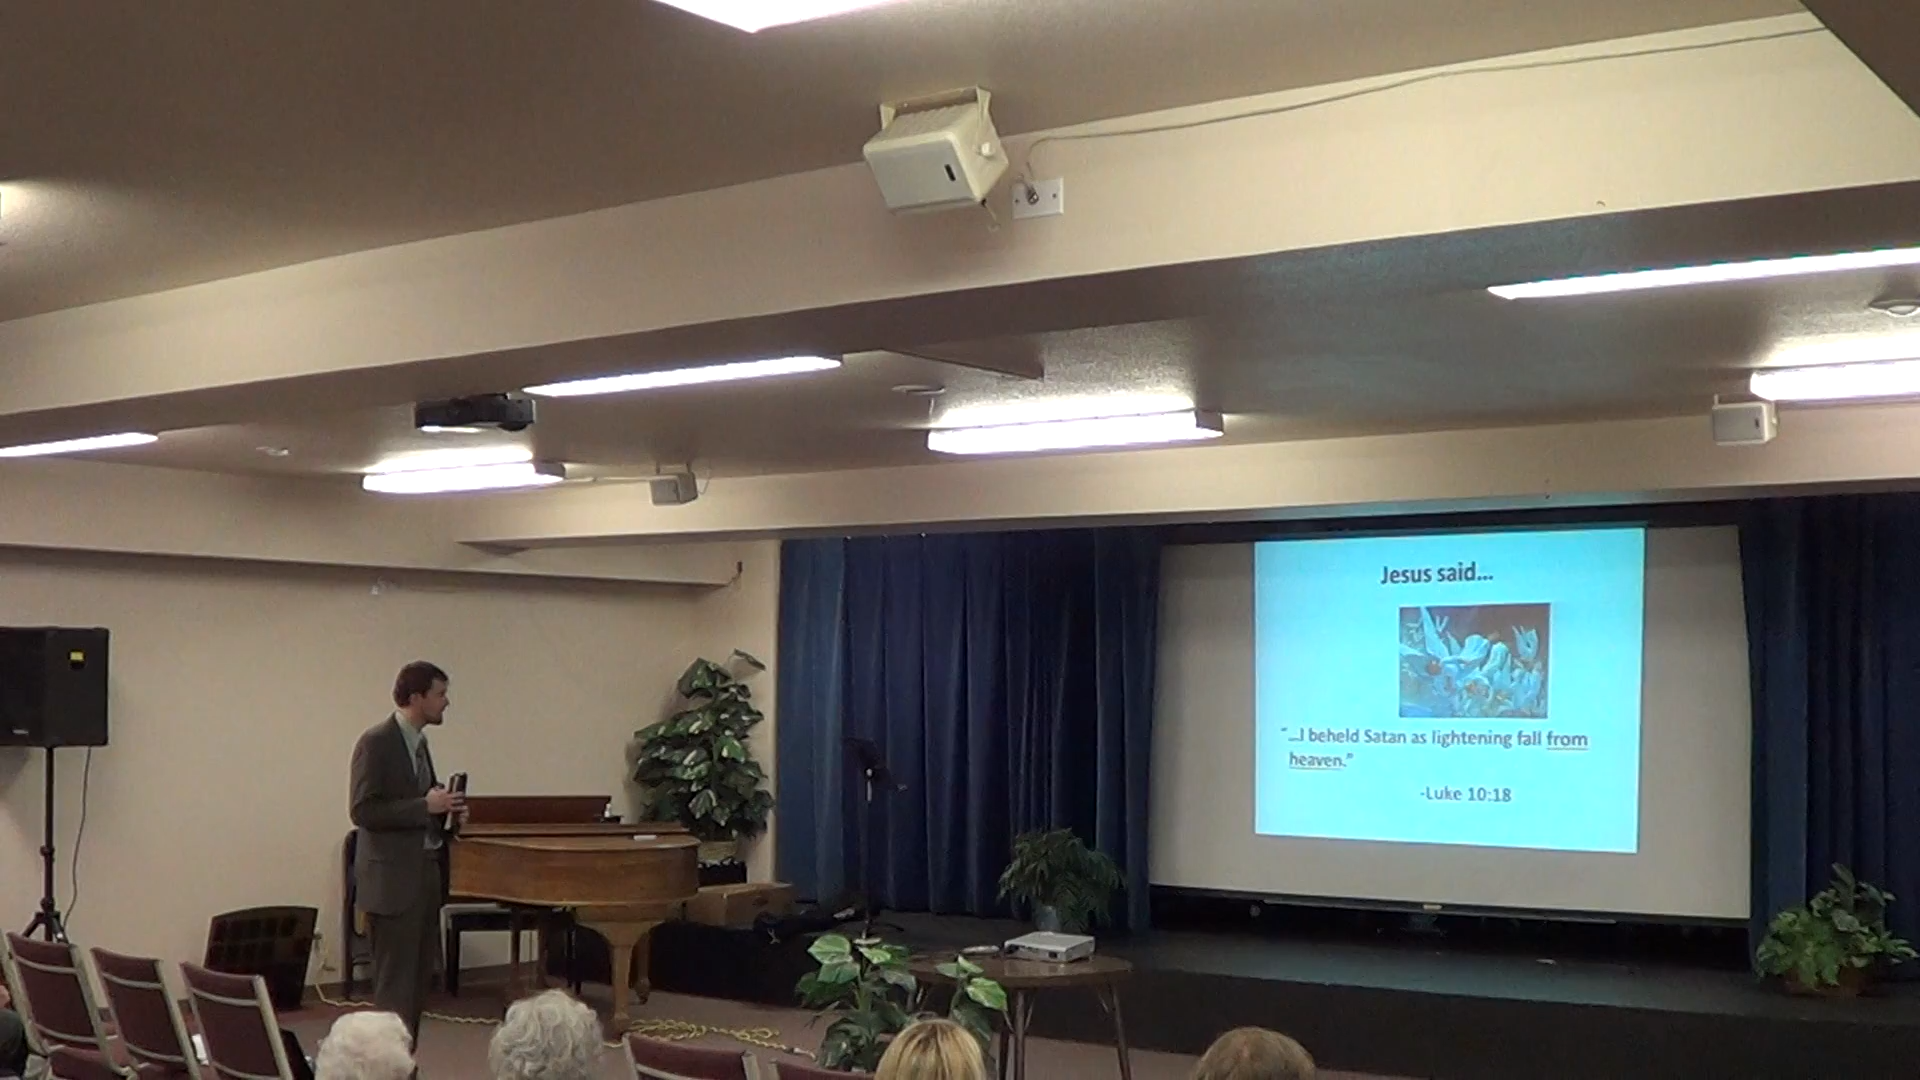 Jesus said...
"...I beheld Satan as lightening fall from
heaven."
-Luke 10:18